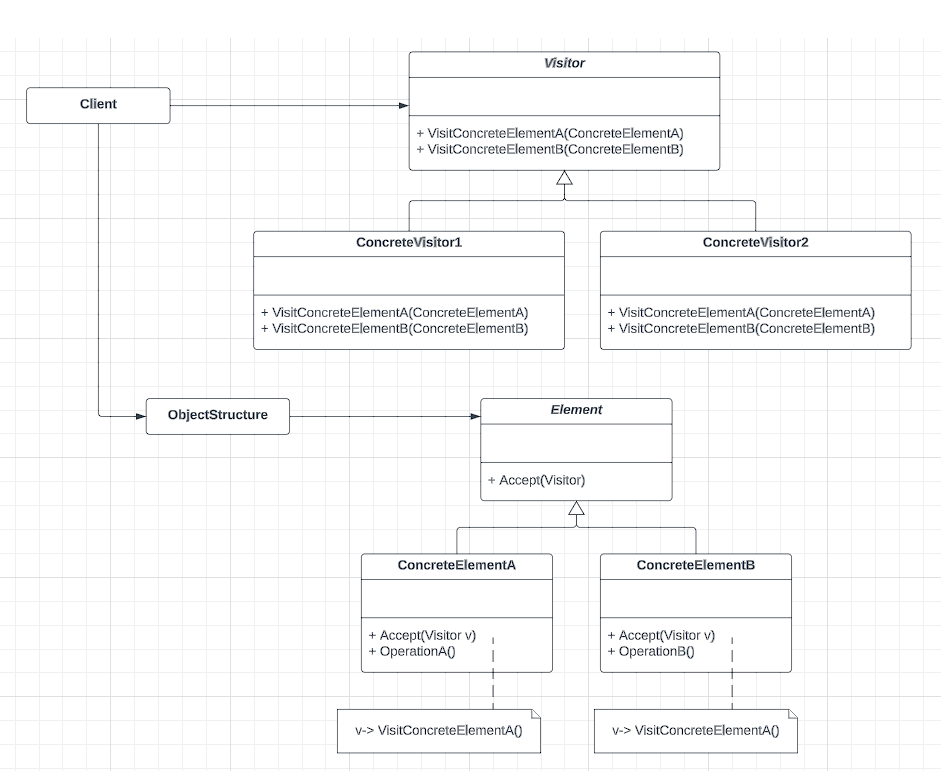 Visitor
Client
+ VisitConcreteElementA(ConcreteElementA)
+ VisitConcreteElementB(ConcreteElementB)
ConcreteVisitor1
ConcreteVisitor2
+ VisitConcreteElementA(ConcreteElementA)
+ VisitConcreteElementB(ConcreteElementB)
+ VisitConcreteElementA(ConcreteElementA)
+ VisitConcreteElementB(ConcreteElementB)
ObjectStructure
Element
+ Accept(Visitor)
ConcreteElementA
ConcreteElementB
+ Accept(Visitor v)
+ OperationA()
+ Accept(Visitor v)
+ OperationB()
v-> VisitConcreteElementA()
v-> VisitConcreteElementA()